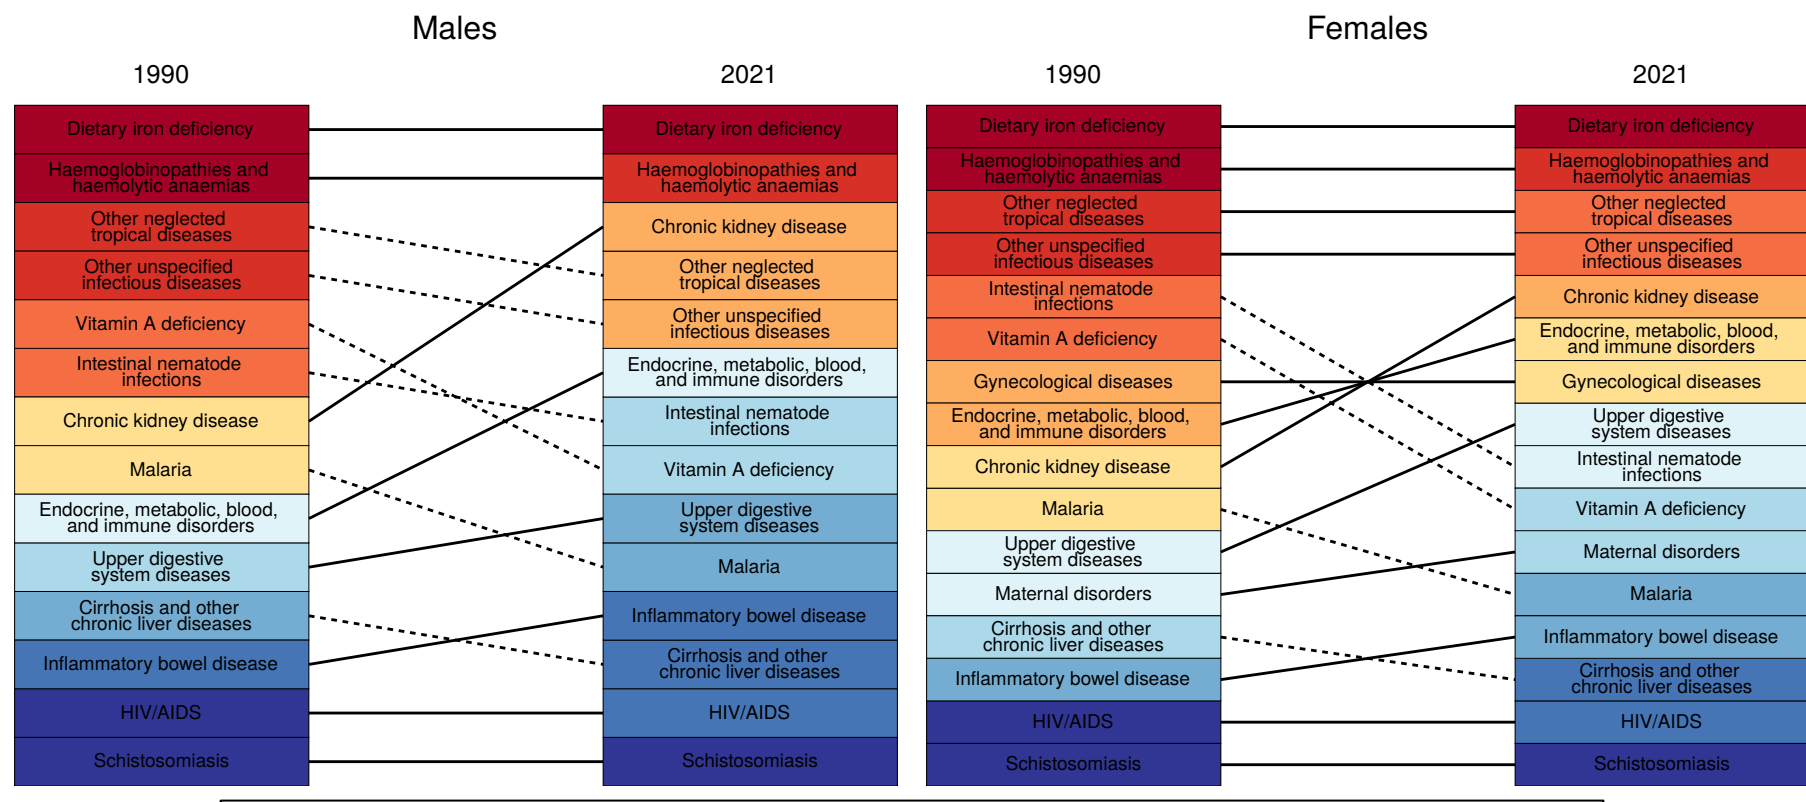 Males
1990
2021
Dietary iron deficiency
Haemoglobinopathies and
haemolytic anaemias
Other neglected
tropical diseases
Other unspecified
infectious diseases
Vitamin A deficiency
Intestinal nematode
infections
Chronic kidney disease
Malaria
Endocrine, metabolic, blood,
and immune disorders
Upper digestive
system diseases
Cirrhosis and other
chronic liver diseases
Inflammatory bowel disease
HIV/AIDS
Schistosomiasis
Dietary iron deficiency
Haemoglobinopathies and
haemolytic anaemias
Chronic kidney disease
Other neglected
tropical diseases
Other unspecified
infectious diseases
Endocrine, metabolic, blood,
and immune disorders
Intestinal nematode
infections
Vitamin A deficiency
Upper digestive
system diseases
Malaria
Inflammatory bowel disease
Cirrhosis and other
chronic liver diseases
HIV/AIDS
Schistosomiasis
Females
1990
2021
Dietary iron deficiency
Haemoglobinopathies and
haemolytic anaemias
Other neglected
tropical diseases
Other unspecified
infectious diseases
Intestinal nematode
infections
Vitamin A deficiency
Gynecological diseases
Endocrine, metabolic, blood,
and immune disorders
Chronic kidney disease
Malaria
Upper digestive
system diseases
Maternal disorders
Cirrhosis and other
chronic liver diseases
Inflammatory bowel disease
HIV/AIDS
Schistosomiasis
Dietary iron deficiency
Haemoglobinopathies and
haemolytic anaemias
Other neglected
tropical diseases
Other unspecified
infectious diseases
Chronic kidney disease
Endocrine, metabolic, blood,
and immune disorders
Gynecological diseases
Upper digestive
system diseases
Intestinal nematode
infections
Vitamin A deficiency
Maternal disorders
Malaria
Inflammatory bowel disease
Cirrhosis and other
chronic liver diseases
HIV/AIDS
Schistosomiasis